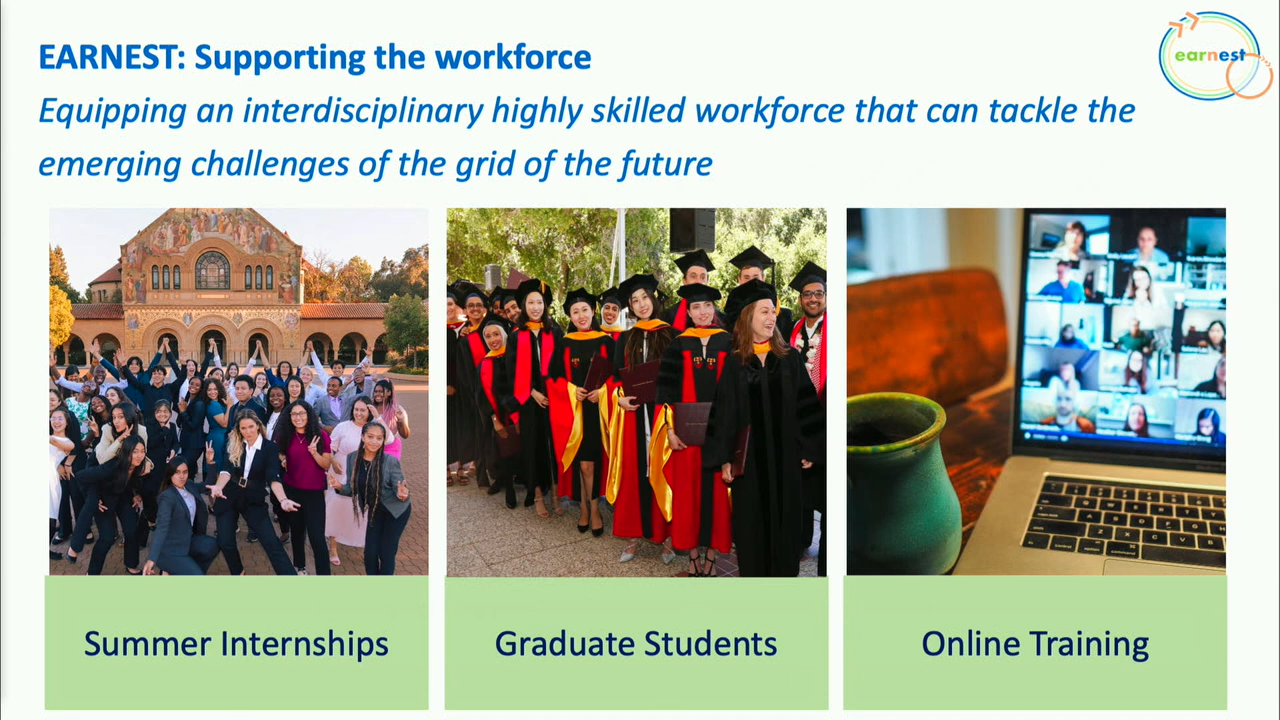 EARNEST: Supporting the workforce
earnest
Equipping an interdisciplinary highly skilled workforce that can tackle the
emerging challenges of the grid of the future
Summer Internships
Graduate Students
Online Training